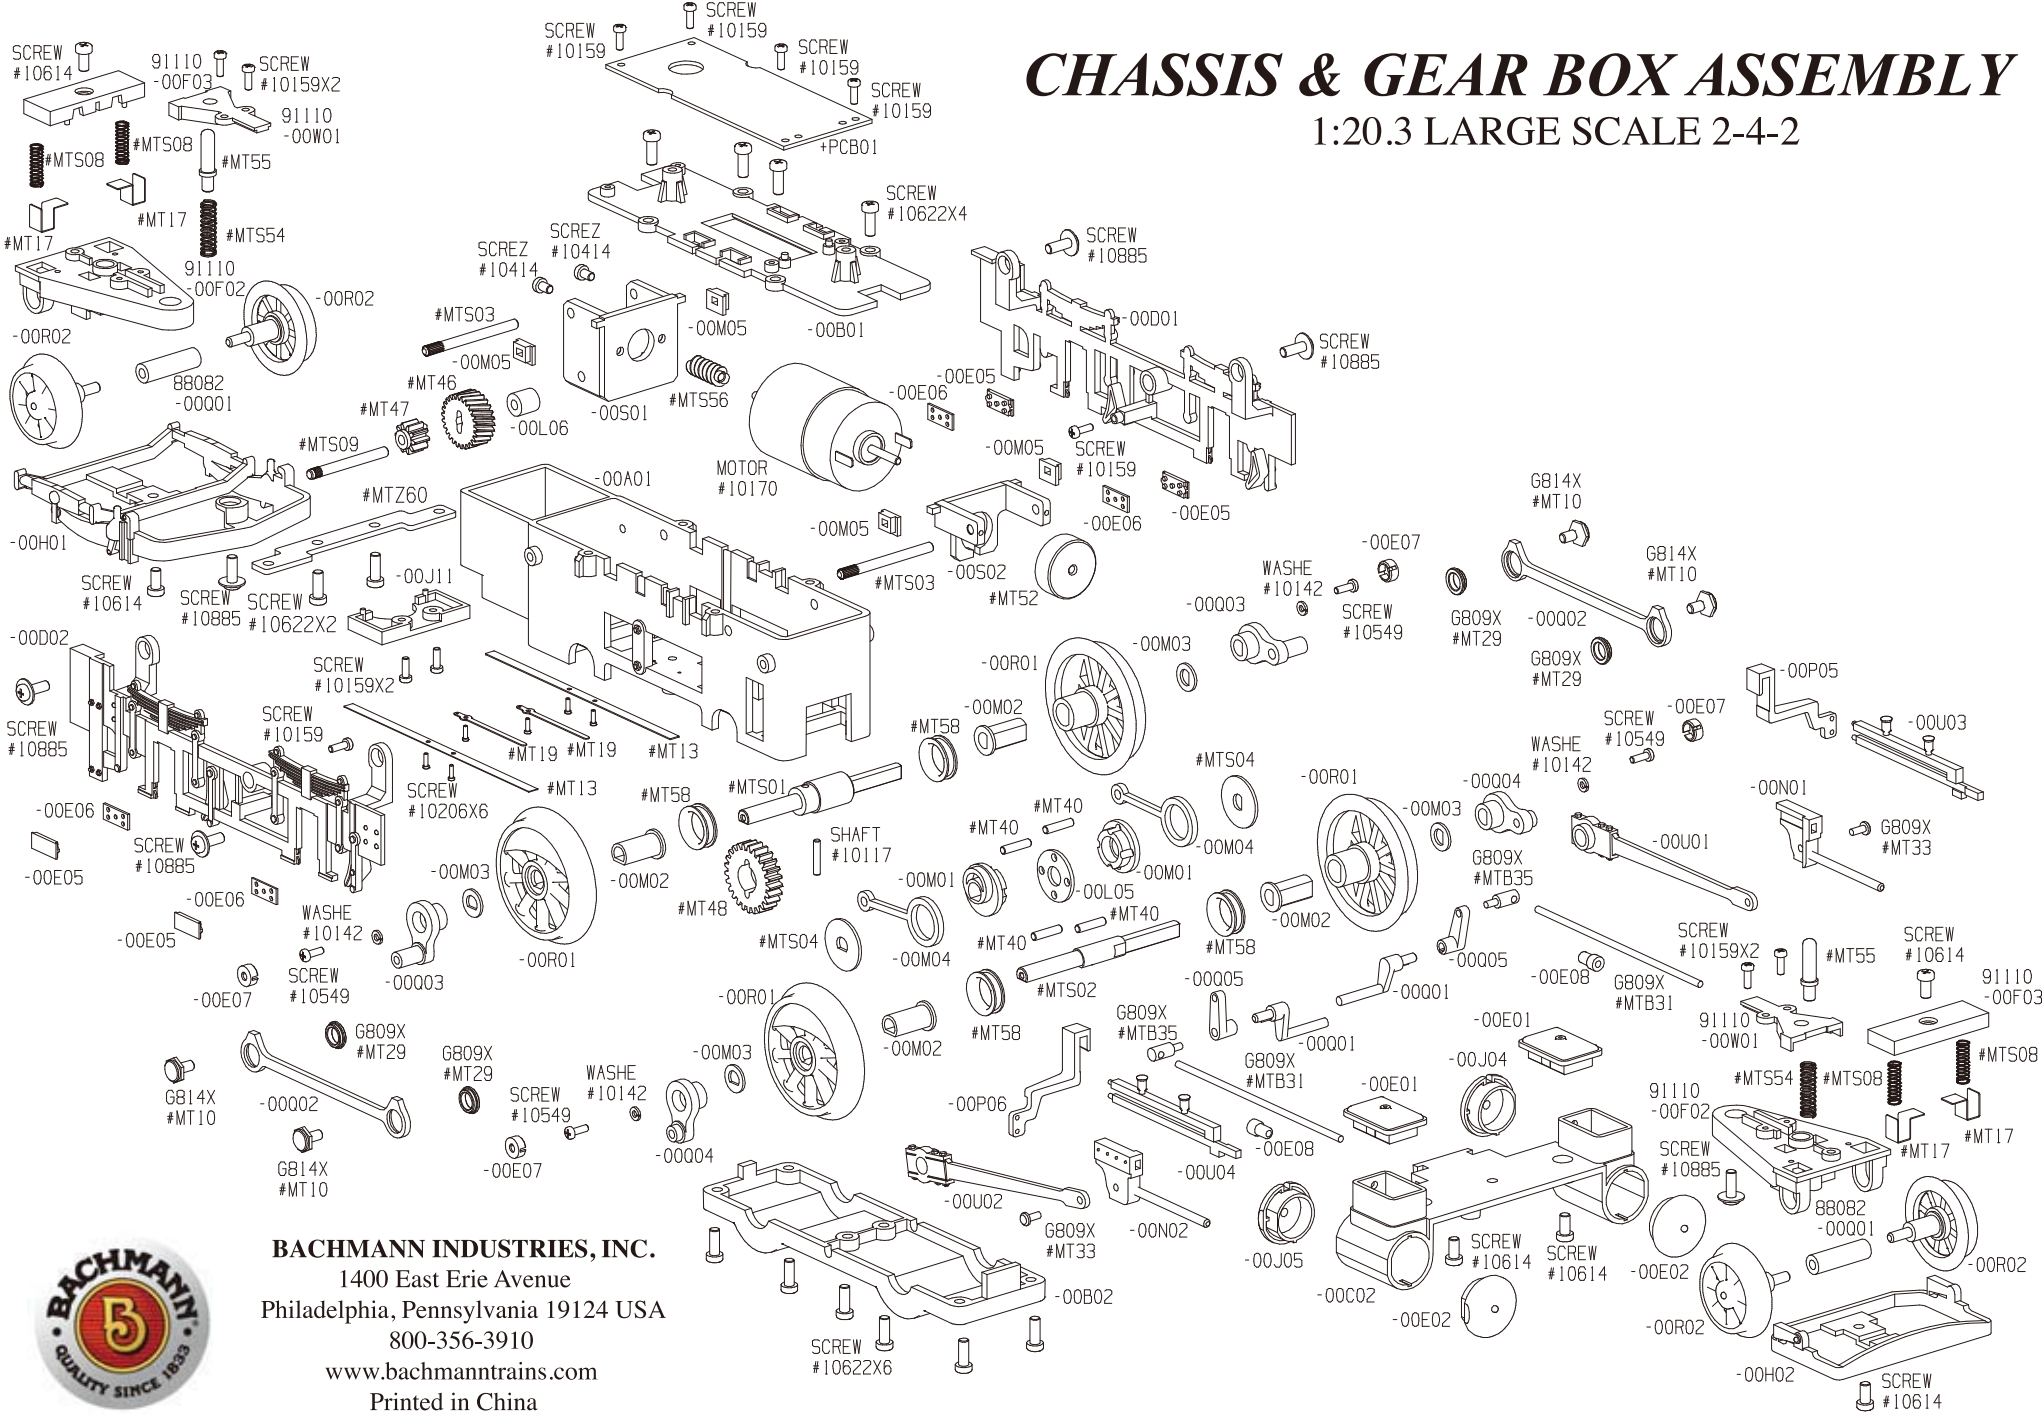 CHASSIS & GEAR BOX ASSEMBLY
1:20.3 LARGE SCALE 2-4-2
SCREW
#10614
91110
-00F03
SCREW
#10159X2
91110
-00W01
#MTS08
#MTS08
#MT55
#MT17
#MT17
#MTS54
91110
-00F02
-00R02
-00R02
88082
-00Q01
SCREW
#10159
SCREW
#10159
SCREW
#10159
SCREW
#10159
+PCB01
SCREW
#10622X4
SCREZ
#10414
SCREZ
#10414
-00M05
-00B01
#MTS03
-00M05
#MT46
#MT47
-00L06
-00S01
#MTS56
#MTS09
MOTOR
#10170
SCREW
#10885
-00D01
SCREW
#10885
-00E05
-00E06
-00M05
SCREW
#10159
-00E06
-00E05
-00H01
#MTZ60
-00A01
-00M05
#MTS03
-00S02
#MT52
SCREW
#10614
SCREW
#10885
SCREW
#10622X2
-00J11
SCREW
#10159X2
G814X
#MT10
-00E07
G814X
#MT10
WASHE
#10142
-00Q03
SCREW
#10549
G809X
#MT29
-00Q02
G809X
#MT29
-00M03
-00R01
-00M02
#MT58
-00D02
SCREW
#10885
SCREW
#10159
#MT19
#MT19
#MT13
#MT13
SCREW
#10206X6
-00E06
-00E05
SCREW
#10885
-00E06
-00E05
#MTS01
#MT58
SHAFT
#10117
-00M02
#MT48
-00M03
-00R01
WASHE
#10142
SCREW
#10549
-00Q03
-00E07
G809X
#MT29
G809X
#MT29
G814X
#MT10
-00Q02
G814X
#MT10
SCREW
#10549
-00E07
WASHE
#10142
-00Q04
-00M03
-00R01
-00M02
#MT58
#MTS04
-00M04
-00M01
#MT40
#MT40
-00L05
-00M01
-00M04
#MTS04
#MT40
#MT40
#MTS02
#MT58
-00M02
-00R01
-00M03
-00Q04
WASHE
#10142
SCREW
#10549
-00E07
-00P05
-00U03
-00N01
G809X
#MT33
-00U01
G809X
#MTB35
-00Q05
-00Q01
-00E08
G809X
#MTB31
-00Q05
-00Q01
G809X
#MTB35
G809X
#MTB31
-00P06
-00U04
-00E08
-00U02
G809X
#MT33
-00N02
-00E01
-00E01
-00J04
-00J05
-00C02
SCREW
#10614
SCREW
#10614
-00E02
-00E02
-00B02
SCREW
#10622X6
SCREW
#10159X2
#MT55
SCREW
#10614
91110
-00F03
91110
-00W01
#MTS54
#MTS08
#MTS08
91110
-00F02
#MT17
#MT17
SCREW
#10885
88082
-00Q01
-00R02
-00R02
-00H02
SCREW
#10614
BACHMANN
B
QUALITY SINCE 1833
BACHMANN INDUSTRIES, INC.
1400 East Erie Avenue
Philadelphia, Pennsylvania 19124 USA
800-356-3910
www.bachmanntrains.com
Printed in China